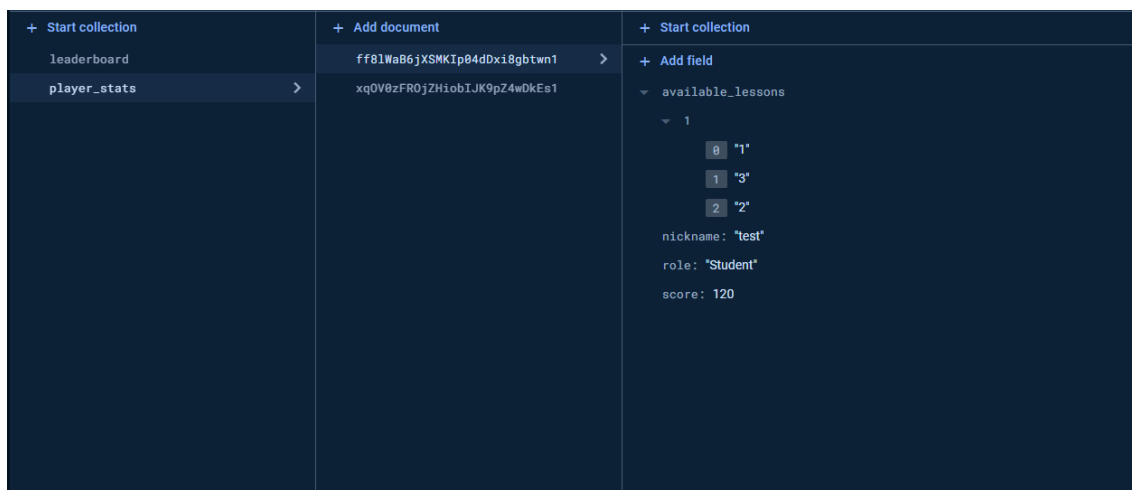 + Start collection
leaderboard
player_stats
+ Add document
ff8lWaB6jXSMKIp04dDxi8gbtwn1
xqOV0zFROjZHiobIJK9pZ4wDkEs1
+ Start collection
+ Add field
available_lessons
1
0 "1"
1 "3"
2 "2"
nickname: "test"
role: "Student"
score: 120